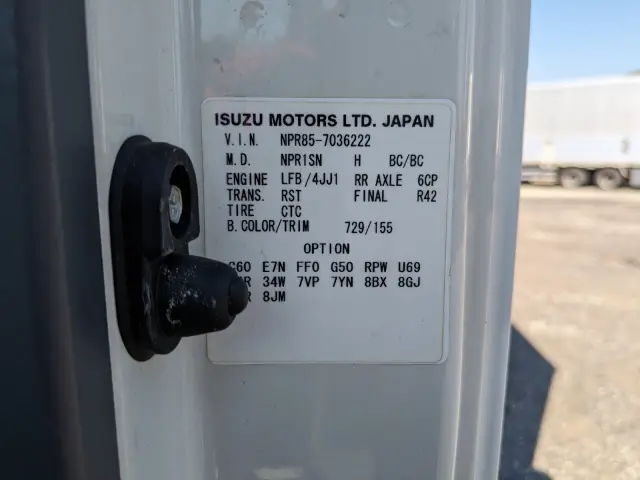 ISUZU MOTORS LTD. JAPAN
V.I.N. NPR85-7036222
M.D. NPR1SN H BC/BC
ENGINE LFB/4JJ1 RR AXLE 6CP
TRANS. RST FINAL R42
TIRE CTC
B.COLOR/TRIM 729/155
OPTION
E7N FF0 G50 RPW U69
34W 7VP 7YN 8BX 8GJ
8JM